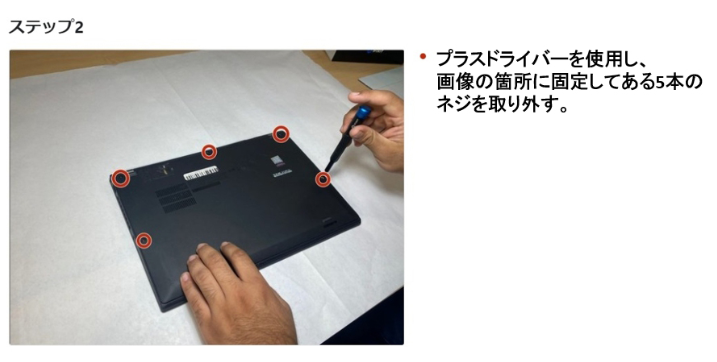 ステップ2
• プラスドライバーを使用し、
画像の箇所に固定してある5本の
ネジを取り外す。